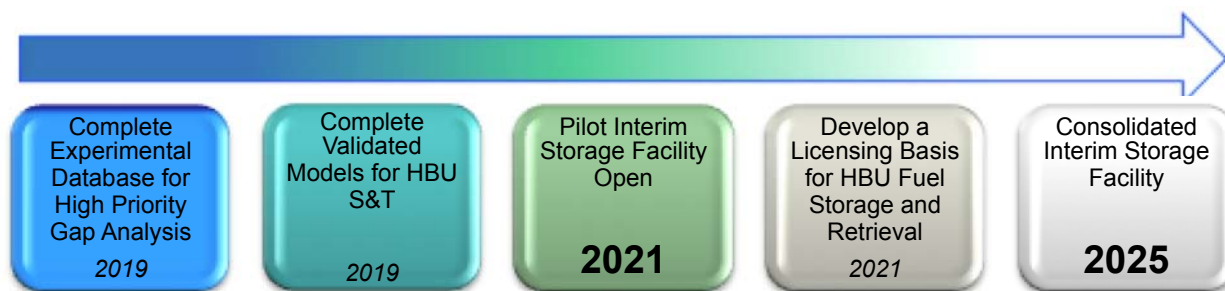 Complete
Experimental
Database for
High Priority
Gap Analysis
2019
Complete
Validated
Models for HBU
S&T
2019
Pilot Interim
Storage Facility
Open
2021
Develop a
Licensing Basis
for HBU Fuel
Storage and
Retrieval
2021
Consolidated
Interim Storage
Facility
2025